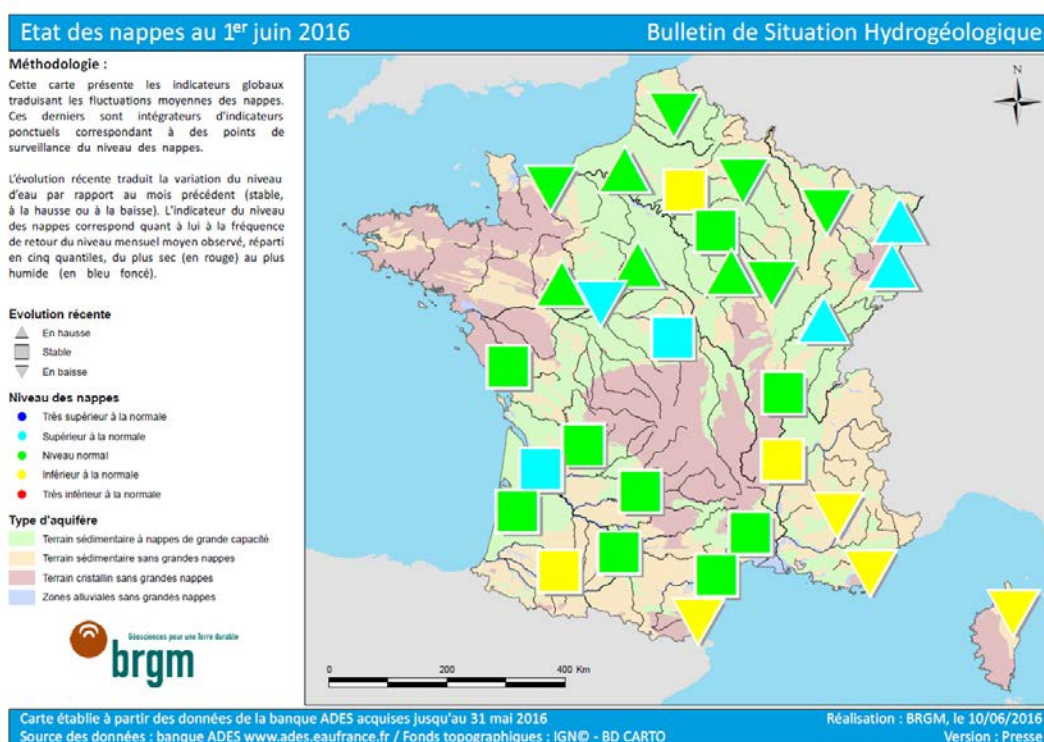 Etat des nappes au 1er juin 2016
Bulletin de Situation Hydrogéologique
Méthodologie :
Cette carte présente les indicateurs globaux
traduisant les fluctuations moyennes des nappes.
Ces derniers sont intégrateurs d'indicateurs
ponctuels correspondant à des points de
surveillance du niveau des nappes.
L'évolution récente traduit la variation du niveau
d'eau par rapport au mois précédent (stable,
à la hausse ou à la baisse). L'indicateur du niveau
des nappes correspond quant à lui à la fréquence
de retour du niveau mensuel moyen observé, réparti
en cinq quantiles, du plus sec (en rouge) au plus
humide (en bleu foncé).
Evolution récente
En hausse
Stable
En baisse
Niveau des nappes
Très supérieur à la normale
Supérieur à la normale
Niveau normal
Inférieur à la normale
Très inférieur à la normale
Type d'aquifère
Terrain sédimentaire à nappes de grande capacité
Terrain sédimentaire sans grandes nappes
Terrain cristallin sans grandes nappes
Zones alluviales sans grandes nappes
Géosciences pour une Terre durable
brgm
N
0 200 400 Km
Carte établie à partir des données de la banque ADES acquises jusqu'au 31 mai 2016
Source des données : banque ADES www.ades.eaufrance.fr / Fonds topographiques : IGN© - BD CARTO
Réalisation : BRGM, le 10/06/2016
Version : Presse